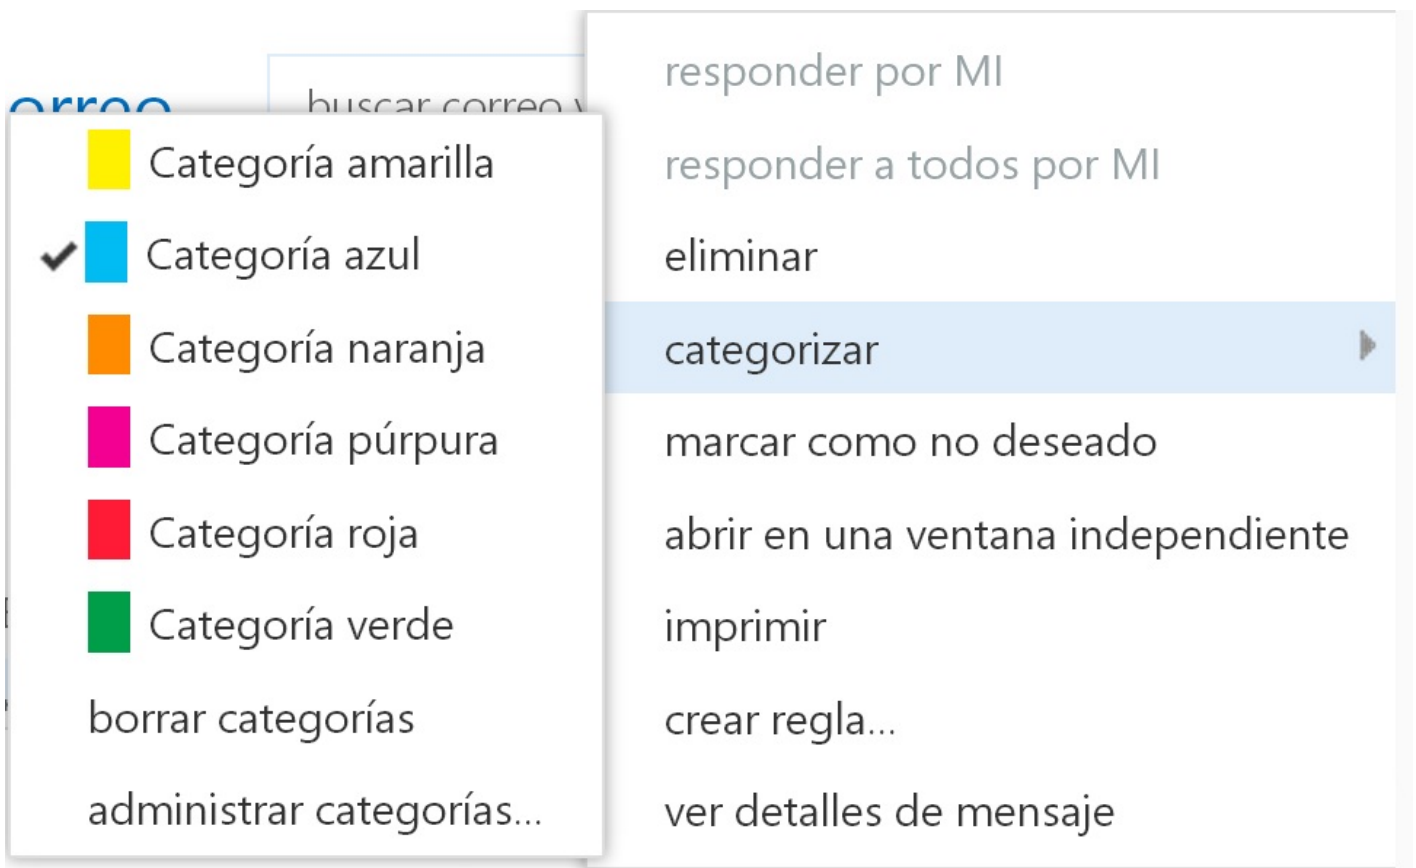 buscar correo
Categoría amarilla
Categoría azul
Categoría naranja
Categoría púrpura
Categoría roja
Categoría verde
borrar categorías
administrar categorías...
responder por MI
responder a todos por MI
eliminar
categorizar
marcar como no deseado
abrir en una ventana independiente
imprimir
crear regla...
ver detalles de mensaje